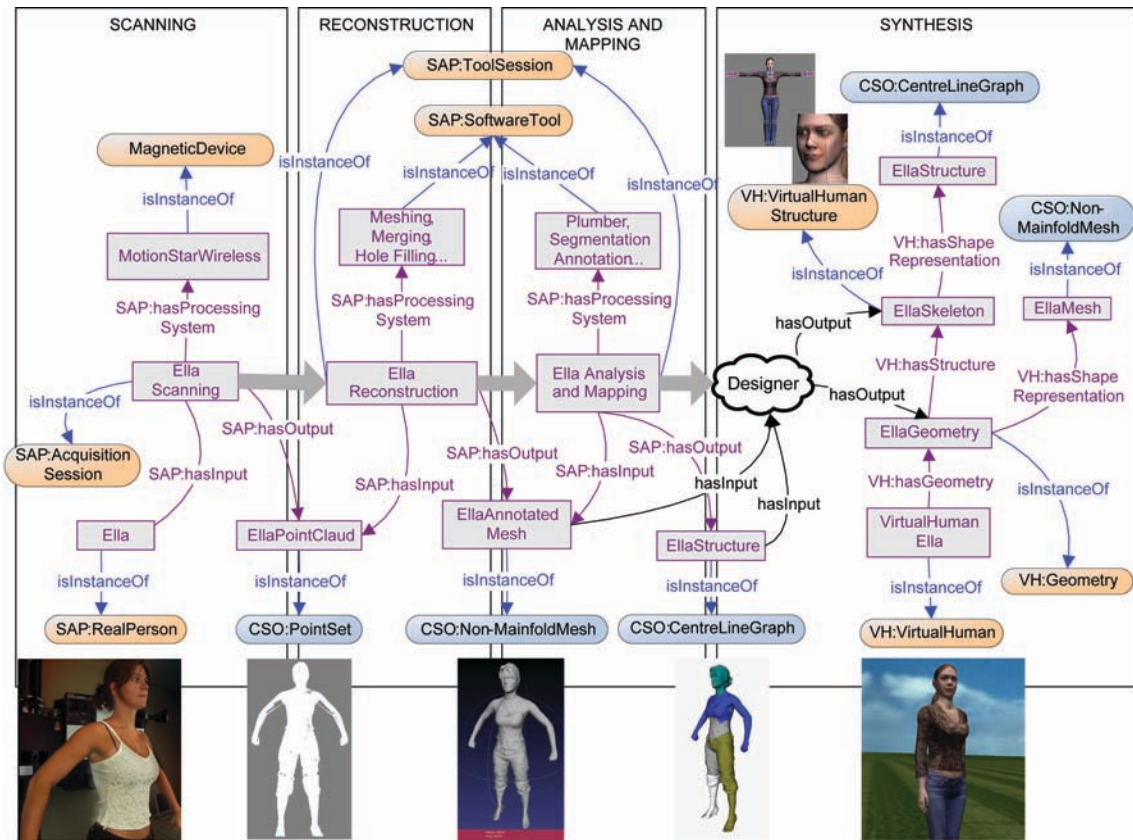 SCANNING
RECONSTRUCTION
ANALYSIS AND
MAPPING
SYNTHESIS
SAP:ToolSession
SAP:SoftwareTool
CSO:CentreLineGraph
MagneticDevice
isInstanceOf
isInstanceOf
isInstanceOf
isInstanceOf
isInstanceOf
isInstanceOf
EllaStructure
VH:VirtualHuman
Structure
CSO:Non-
MainfoldMesh
MotionStarWireless
Meshing,
Merging,
Hole Filling...
Plumber,
Segmentation
Annotation...
VH:hasShape
Representation
isInstanceOf
isInstanceOf
SAP:hasProcessing
System
SAP:hasProcessing
System
SAP:hasProcessing
System
hasOutput
EllaSkeleton
EllaMesh
Ella
Scanning
Ella
Reconstruction
Ella Analysis
and Mapping
Designer
VH:hasStructure
VH:hasShape
Representation
hasOutput
isInstanceOf
SAP:hasOutput
SAP:hasOutput
SAP:hasOutput
EllaGeometry
SAP:Acquisition
Session
SAP:hasInput
SAP:hasInput
SAP:hasInput
hasInput
hasInput
VH:hasGeometry
isInstanceOf
Ella
EllaPointClaud
EllaAnnotated
Mesh
EllaStructure
VirtualHuman
Ella
isInstanceOf
isInstanceOf
isInstanceOf
isInstanceOf
isInstanceOf
VH:Geometry
SAP:RealPerson
CSO:PointSet
CSO:Non-MainfoldMesh
CSO:CentreLineGraph
VH:VirtualHuman